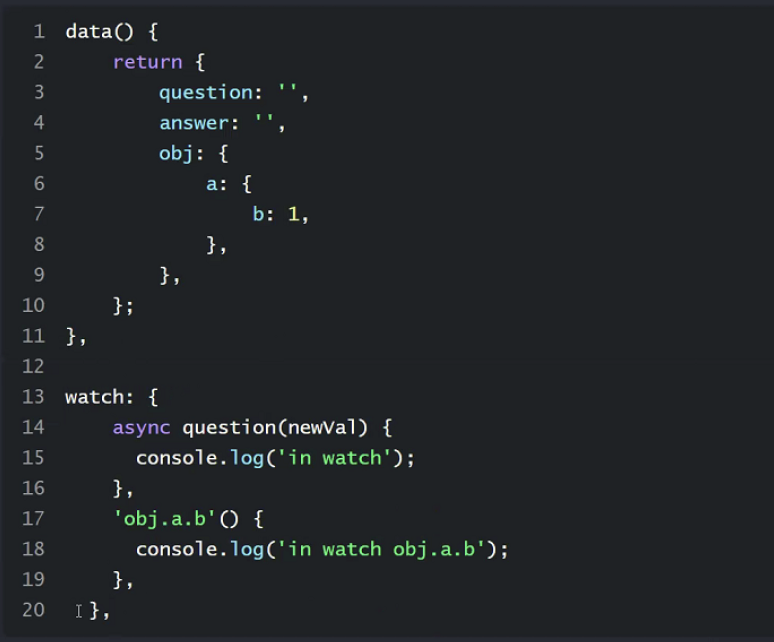 1 data() {
2     return {
3         question: '',
4         answer: '',
5         obj: {
6             a: {
7                 b: 1,
8             },
9         },
10     };
11 },
12
13 watch: {
14     async question(newVal) {
15       console.log('in watch');
16     },
17     'obj.a.b'() {
18       console.log('in watch obj.a.b');
19     },
20   },